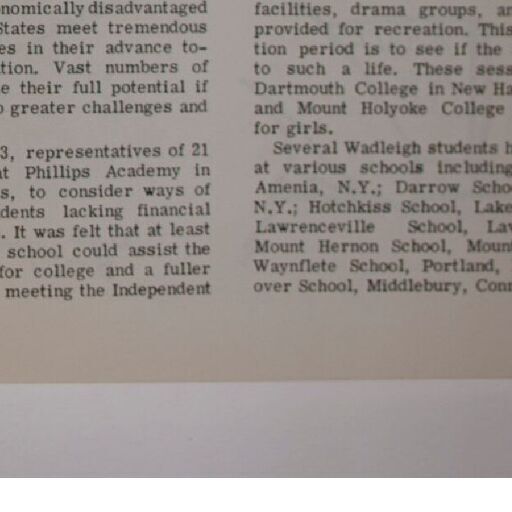 nomically disadvantaged
States meet tremendous
es in their advance to-
tion. Vast numbers of
e their full potential if
o greater challenges and
3, representatives of 21
at Phillips Academy in
s, to consider ways of
dents lacking financial
. It was felt that at least
school could assist the
for college and a fuller
meeting the Independent
facilities, drama groups, an
provided for recreation. This
tion period is to see if the
to such a life. These sess
Dartmouth College in New Ha
and Mount Holyoke College
for girls.
Several Wadleigh students h
at various schools including
Amenia, N.Y.; Darrow Scho
N.Y.; Hotchkiss School, Lake
Lawrenceville School, Law
Mount Hernon School, Moun
Waynflete School, Portland,
over School, Middlebury, Conn